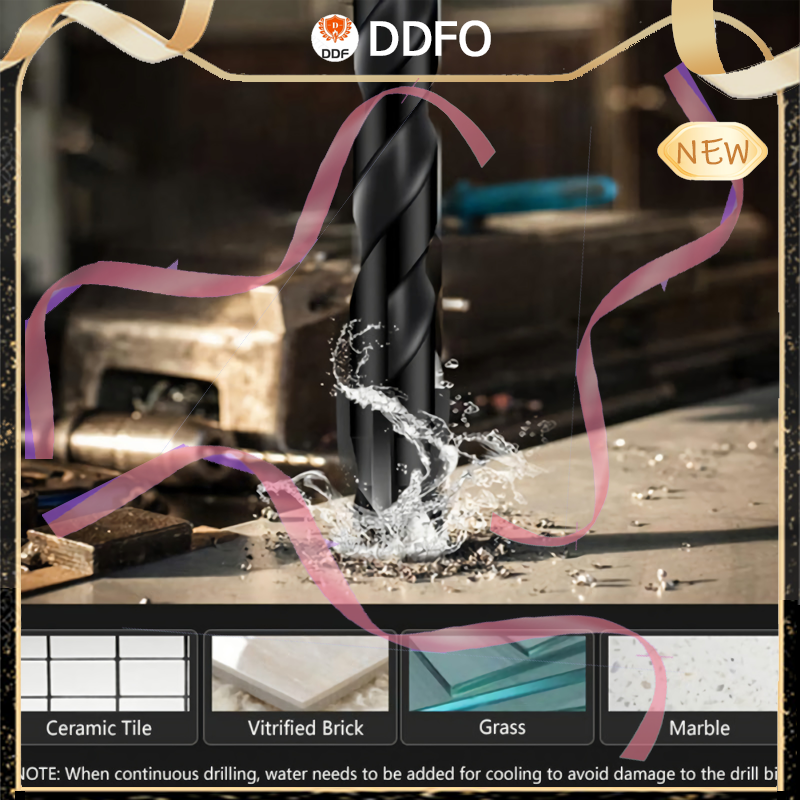 DDF
DDFO
NEW
Ceramic Tile
Vitrified Brick
Grass
Marble
NOTE: When continuous drilling, water needs to be added for cooling to avoid damage to the drill bi